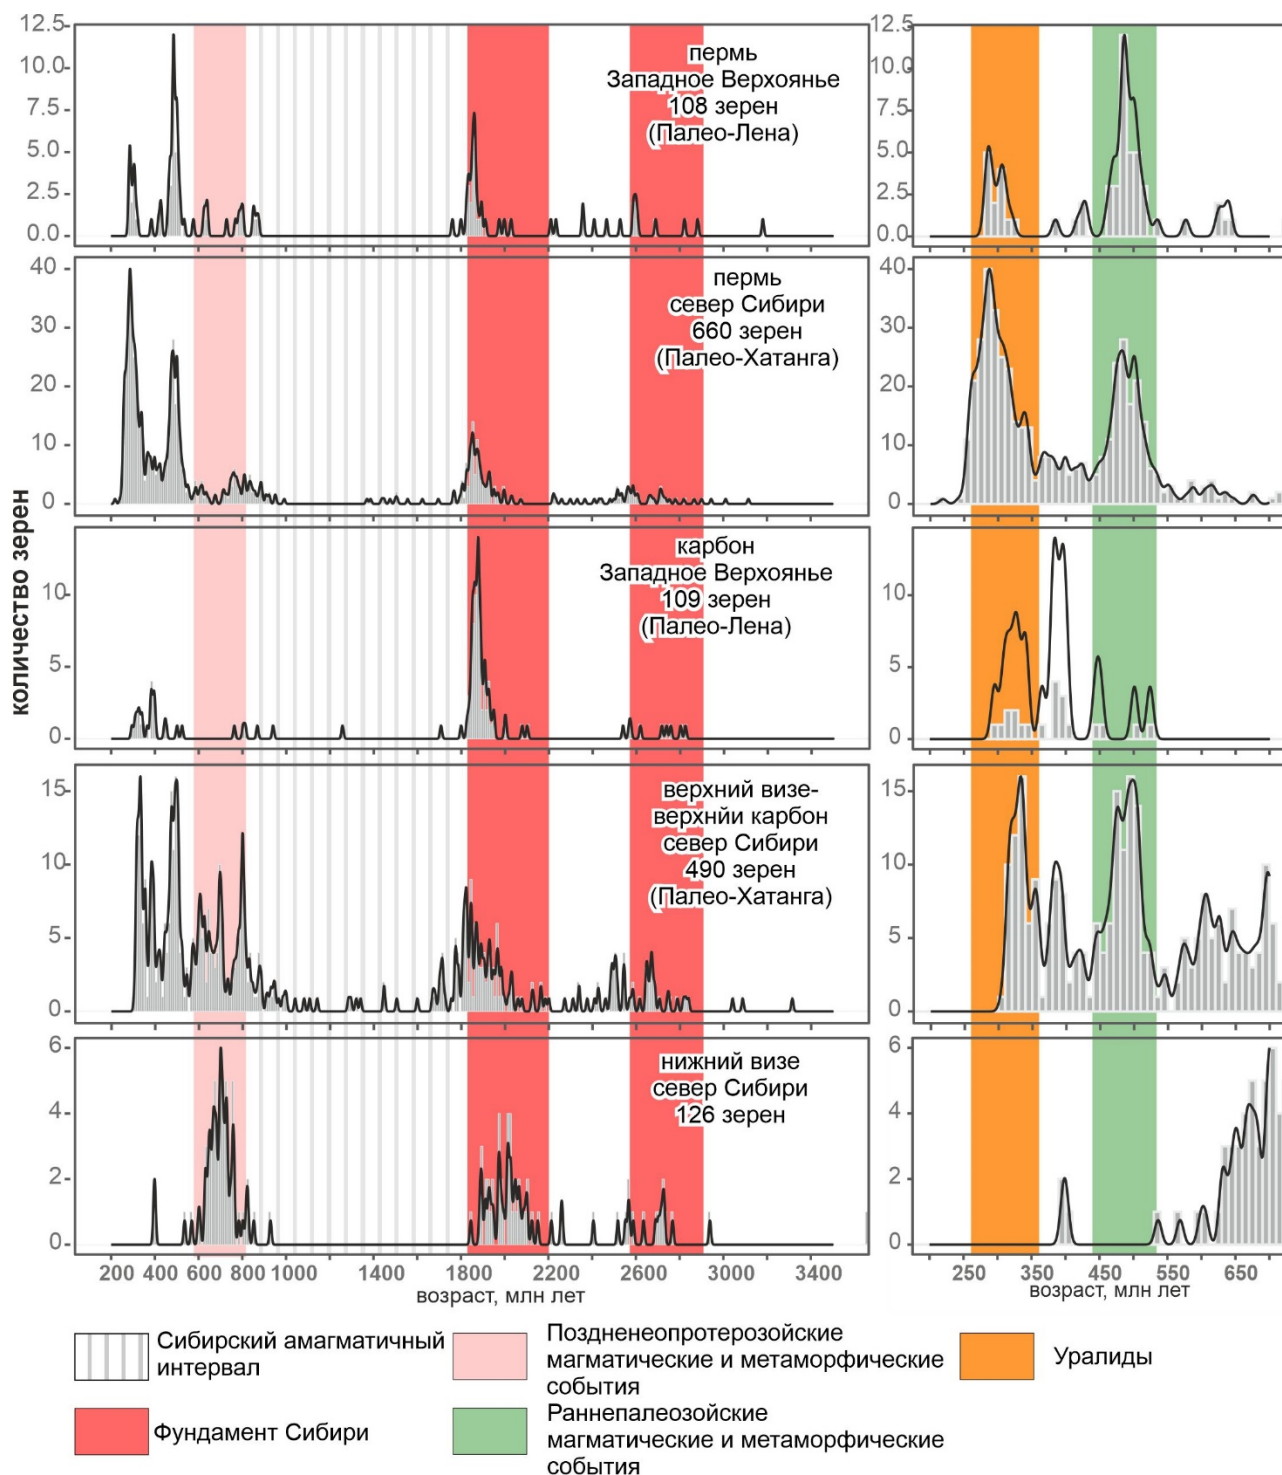 количество зерен
12.5
10.0
7.5
5.0
2.5
0.0
пермь
Западное Верхоянье
108 зерен
(Палео-Лена)
12.5
10.0
7.5
5.0
2.5
0.0
40
30
20
10
0
пермь
север Сибири
660 зерен
(Палео-Хатанга)
40
30
20
10
0
10
5
0
карбон
Западное Верхоянье
109 зерен
(Палео-Лена)
10
5
0
15
10
5
0
верхний визе-
верхнйи карбон
север Сибири
490 зерен
(Палео-Хатанга)
15
10
5
0
6
4
2
0
нижний визе
север Сибири
126 зерен
6
4
2
0
200 400 600 800 1000 1400 1800 2200 2600 3000 3400
возраст, млн лет
250 350 450 550 650
возраст, млн лет
Сибирский амагматичный
интервал
Поздненеопротерозойские
магматические и метаморфические
события
Уралиды
Фундамент Сибири
Раннепалеозойские
магматические и метаморфические
события